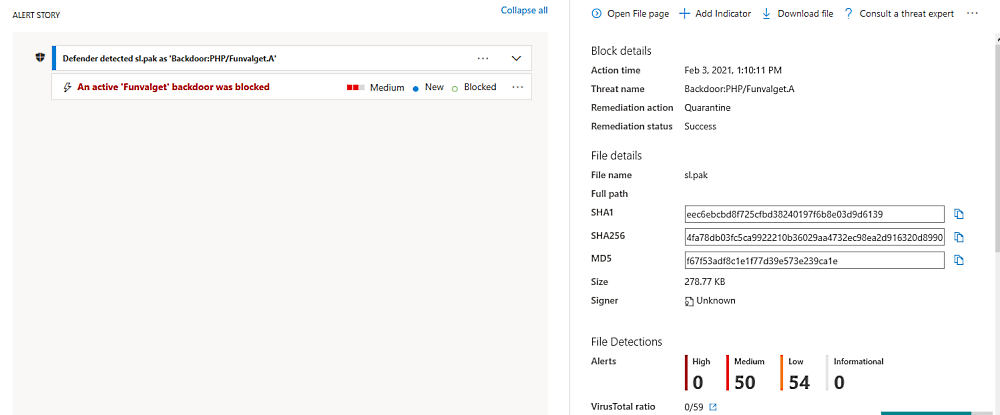 ALERT STORY
Collapse all
Defender detected sl.pak as 'Backdoor:PHP/Funvalget.A'
An active 'Funvalget' backdoor was blocked
Medium
New
Blocked
Open File page
Add Indicator
Download file
Consult a threat expert
Block details
Action time Feb 3, 2021, 1:10:11 PM
Threat name Backdoor:PHP/Funvalget.A
Remediation action Quarantine
Remediation status Success
File details
File name sl.pak
Full path
SHA1 eec6ebcbd8f725cfbd38240197f6b8e03d9d6139
SHA256 4fa78db03fc5ca9922210b36029aa4732ec98ea2d916320d8990
MD5 f67f53adf8c1e1f77d39e573e239ca1e
Size 278.77 KB
Signer Unknown
File Detections
Alerts
High Medium Low Informational
0 50 54 0
VirusTotal ratio 0/59